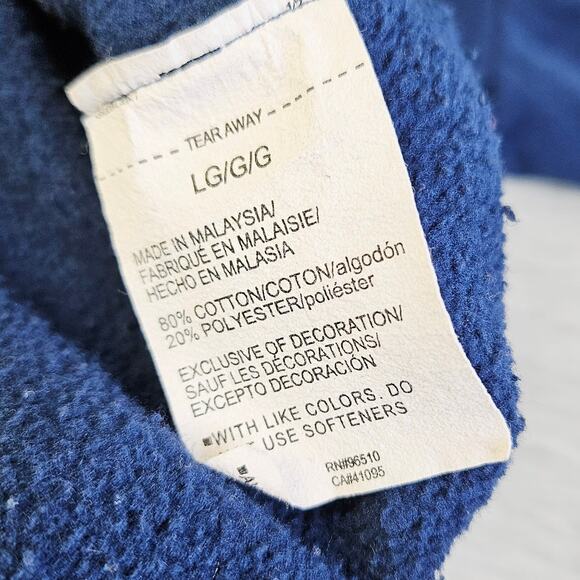 TEAR AWAY
LG/G/G
MADE IN MALAYSIA/
FABRIQUÉ EN MALAISIE/
HECHO EN MALASIA
80% COTTON/COTON/algodón
20% POLYESTER/poliéster
EXCLUSIVE OF DECORATION/
SAUF LES DÉCORATIONS/
EXCEPTO DECORACIÓN
■WITH LIKE COLORS. DO
USE SOFTENERS
RN#96510
CA#41095